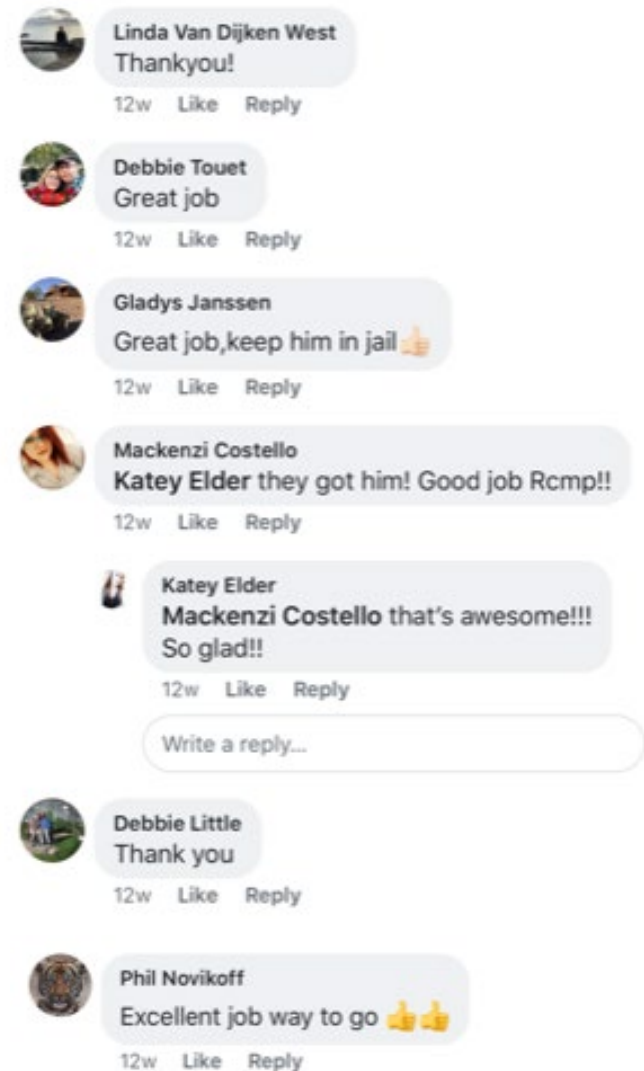 Linda Van Dijken West
Thankyou!
12w Like Reply
Debbie Touet
Great job
12w Like Reply
Gladys Janssen
Great job,keep him in jail👍🏻
12w Like Reply
Mackenzi Costello
Katey Elder they got him! Good job Rcmp!!
12w Like Reply
Katey Elder
Mackenzi Costello that's awesome!!!
So glad!!
12w Like Reply
Write a reply...
Debbie Little
Thank you
12w Like Reply
Phil Novikoff
Excellent job way to go 👍👍
12w Like Reply